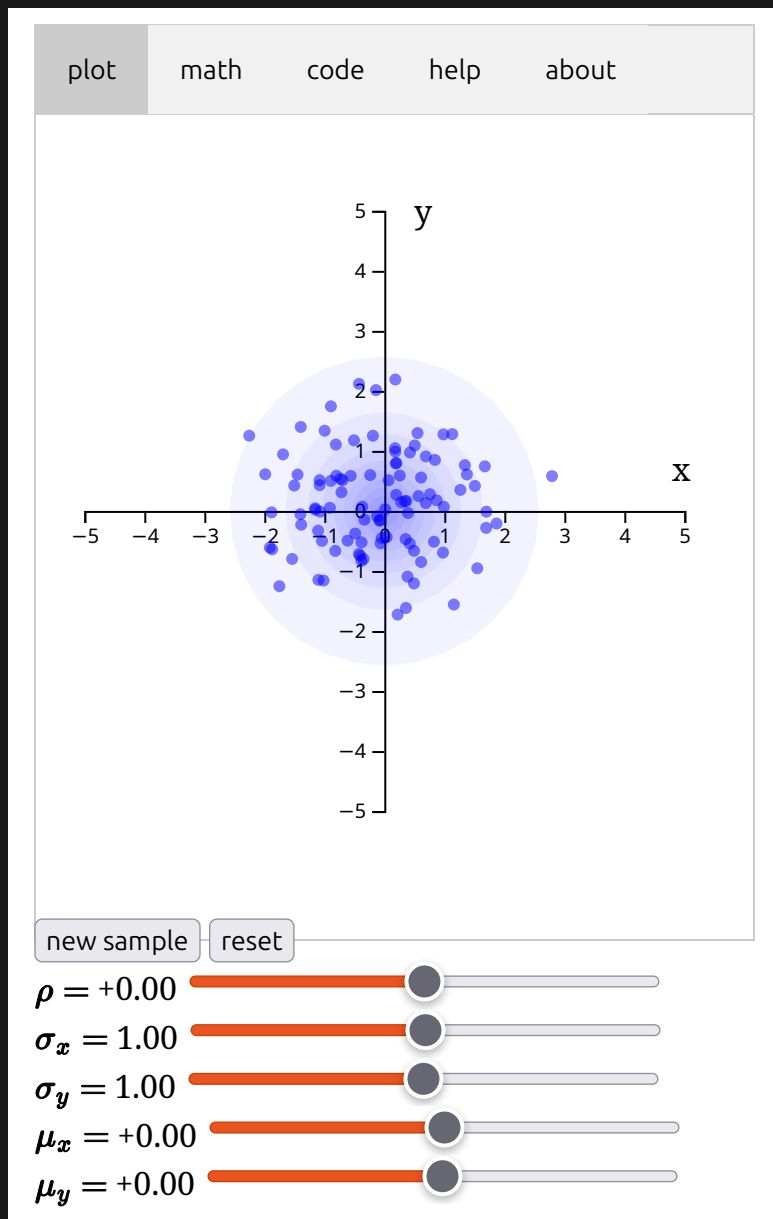 plot math code help about
y
5
4
3
2
1
x
0
−5 −4 −3 −2 −1 0 1 2 3 4 5
−1
−2
−3
−4
−5
new sample reset
ρ = +0.00
σx = 1.00
σy = 1.00
μx = +0.00
μy = +0.00